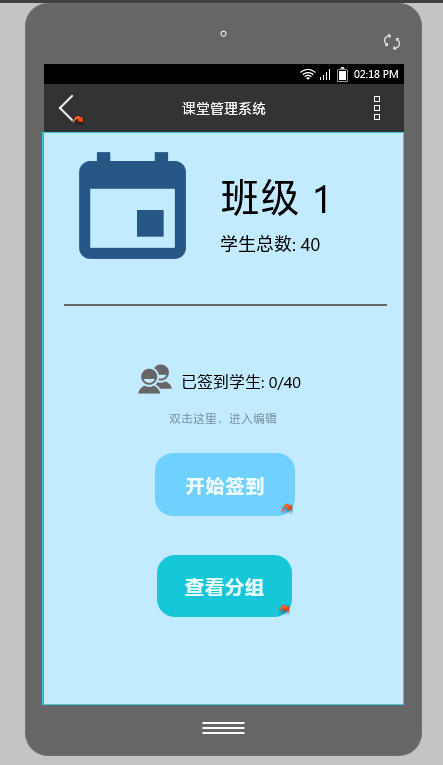 02:18 PM
课堂管理系统
班级 1
学生总数: 40
已签到学生: 0/40
双击这里，进入编辑
开始签到
查看分组